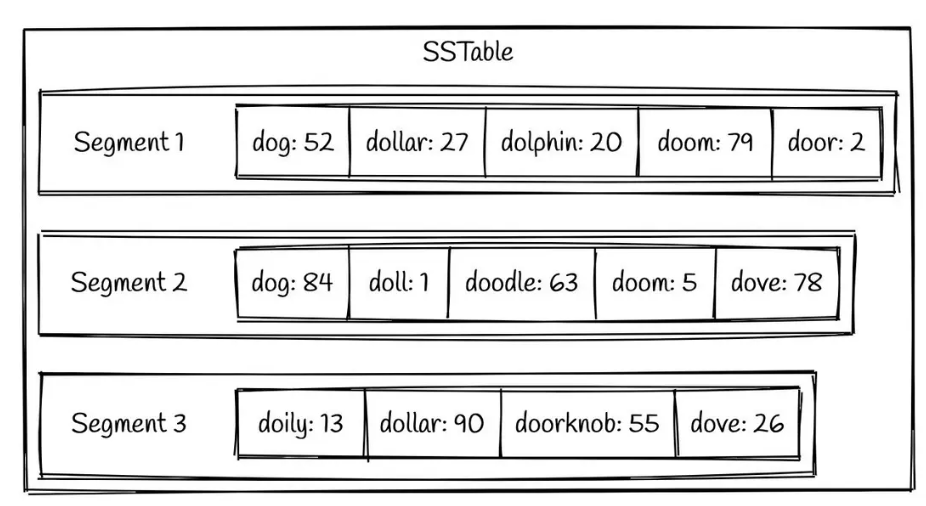 SSTable
Segment 1 dog: 52 dollar: 27 dolphin: 20 doom: 79 door: 2
Segment 2 dog: 84 doll: 1 doodle: 63 doom: 5 dove: 78
Segment 3 doily: 13 dollar: 90 doorknob: 55 dove: 26